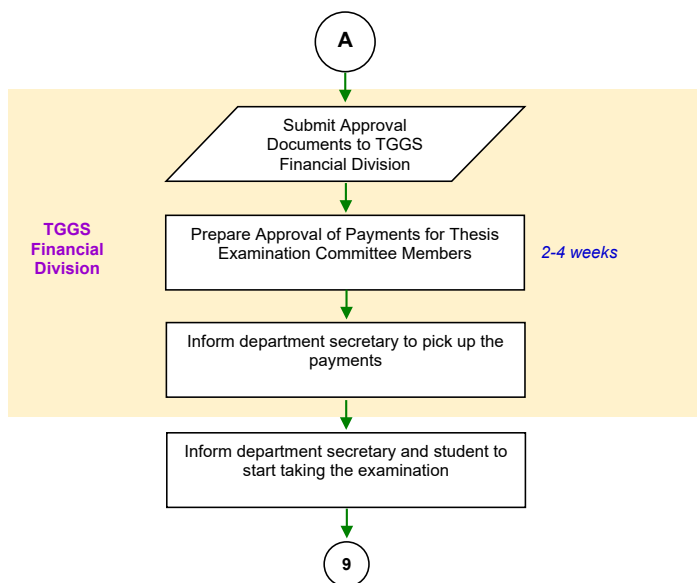 A
Submit Approval
Documents to TGGS
Financial Division
TGGS
Financial
Division
Prepare Approval of Payments for Thesis
Examination Committee Members
2-4 weeks
Inform department secretary to pick up the
payments
Inform department secretary and student to
start taking the examination
9